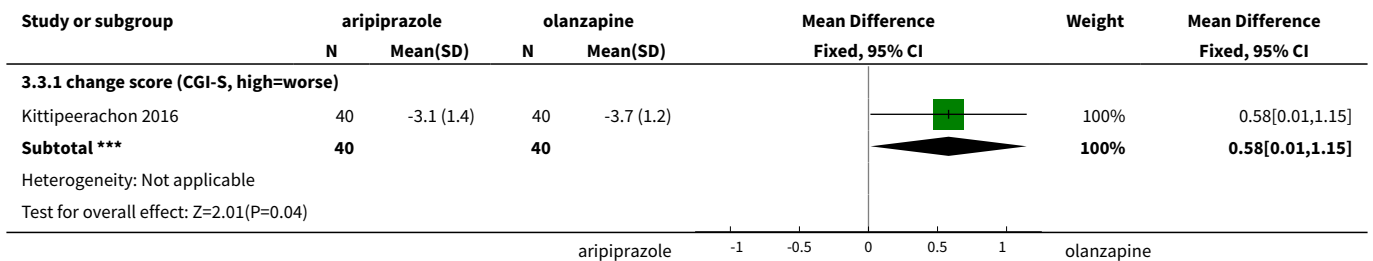 Study or subgroup aripiprazole olanzapine Mean Difference Weight Mean Difference
N Mean(SD) N Mean(SD) Fixed, 95% CI Fixed, 95% CI
3.3.1 change score (CGI-S, high=worse)
Kittipeerachon 2016 40 -3.1 (1.4) 40 -3.7 (1.2) 100% 0.58[0.01,1.15]
Subtotal *** 40 40 100% 0.58[0.01,1.15]
Heterogeneity: Not applicable
Test for overall effect: Z=2.01(P=0.04)
aripiprazole -1 -0.5 0 0.5 1 olanzapine